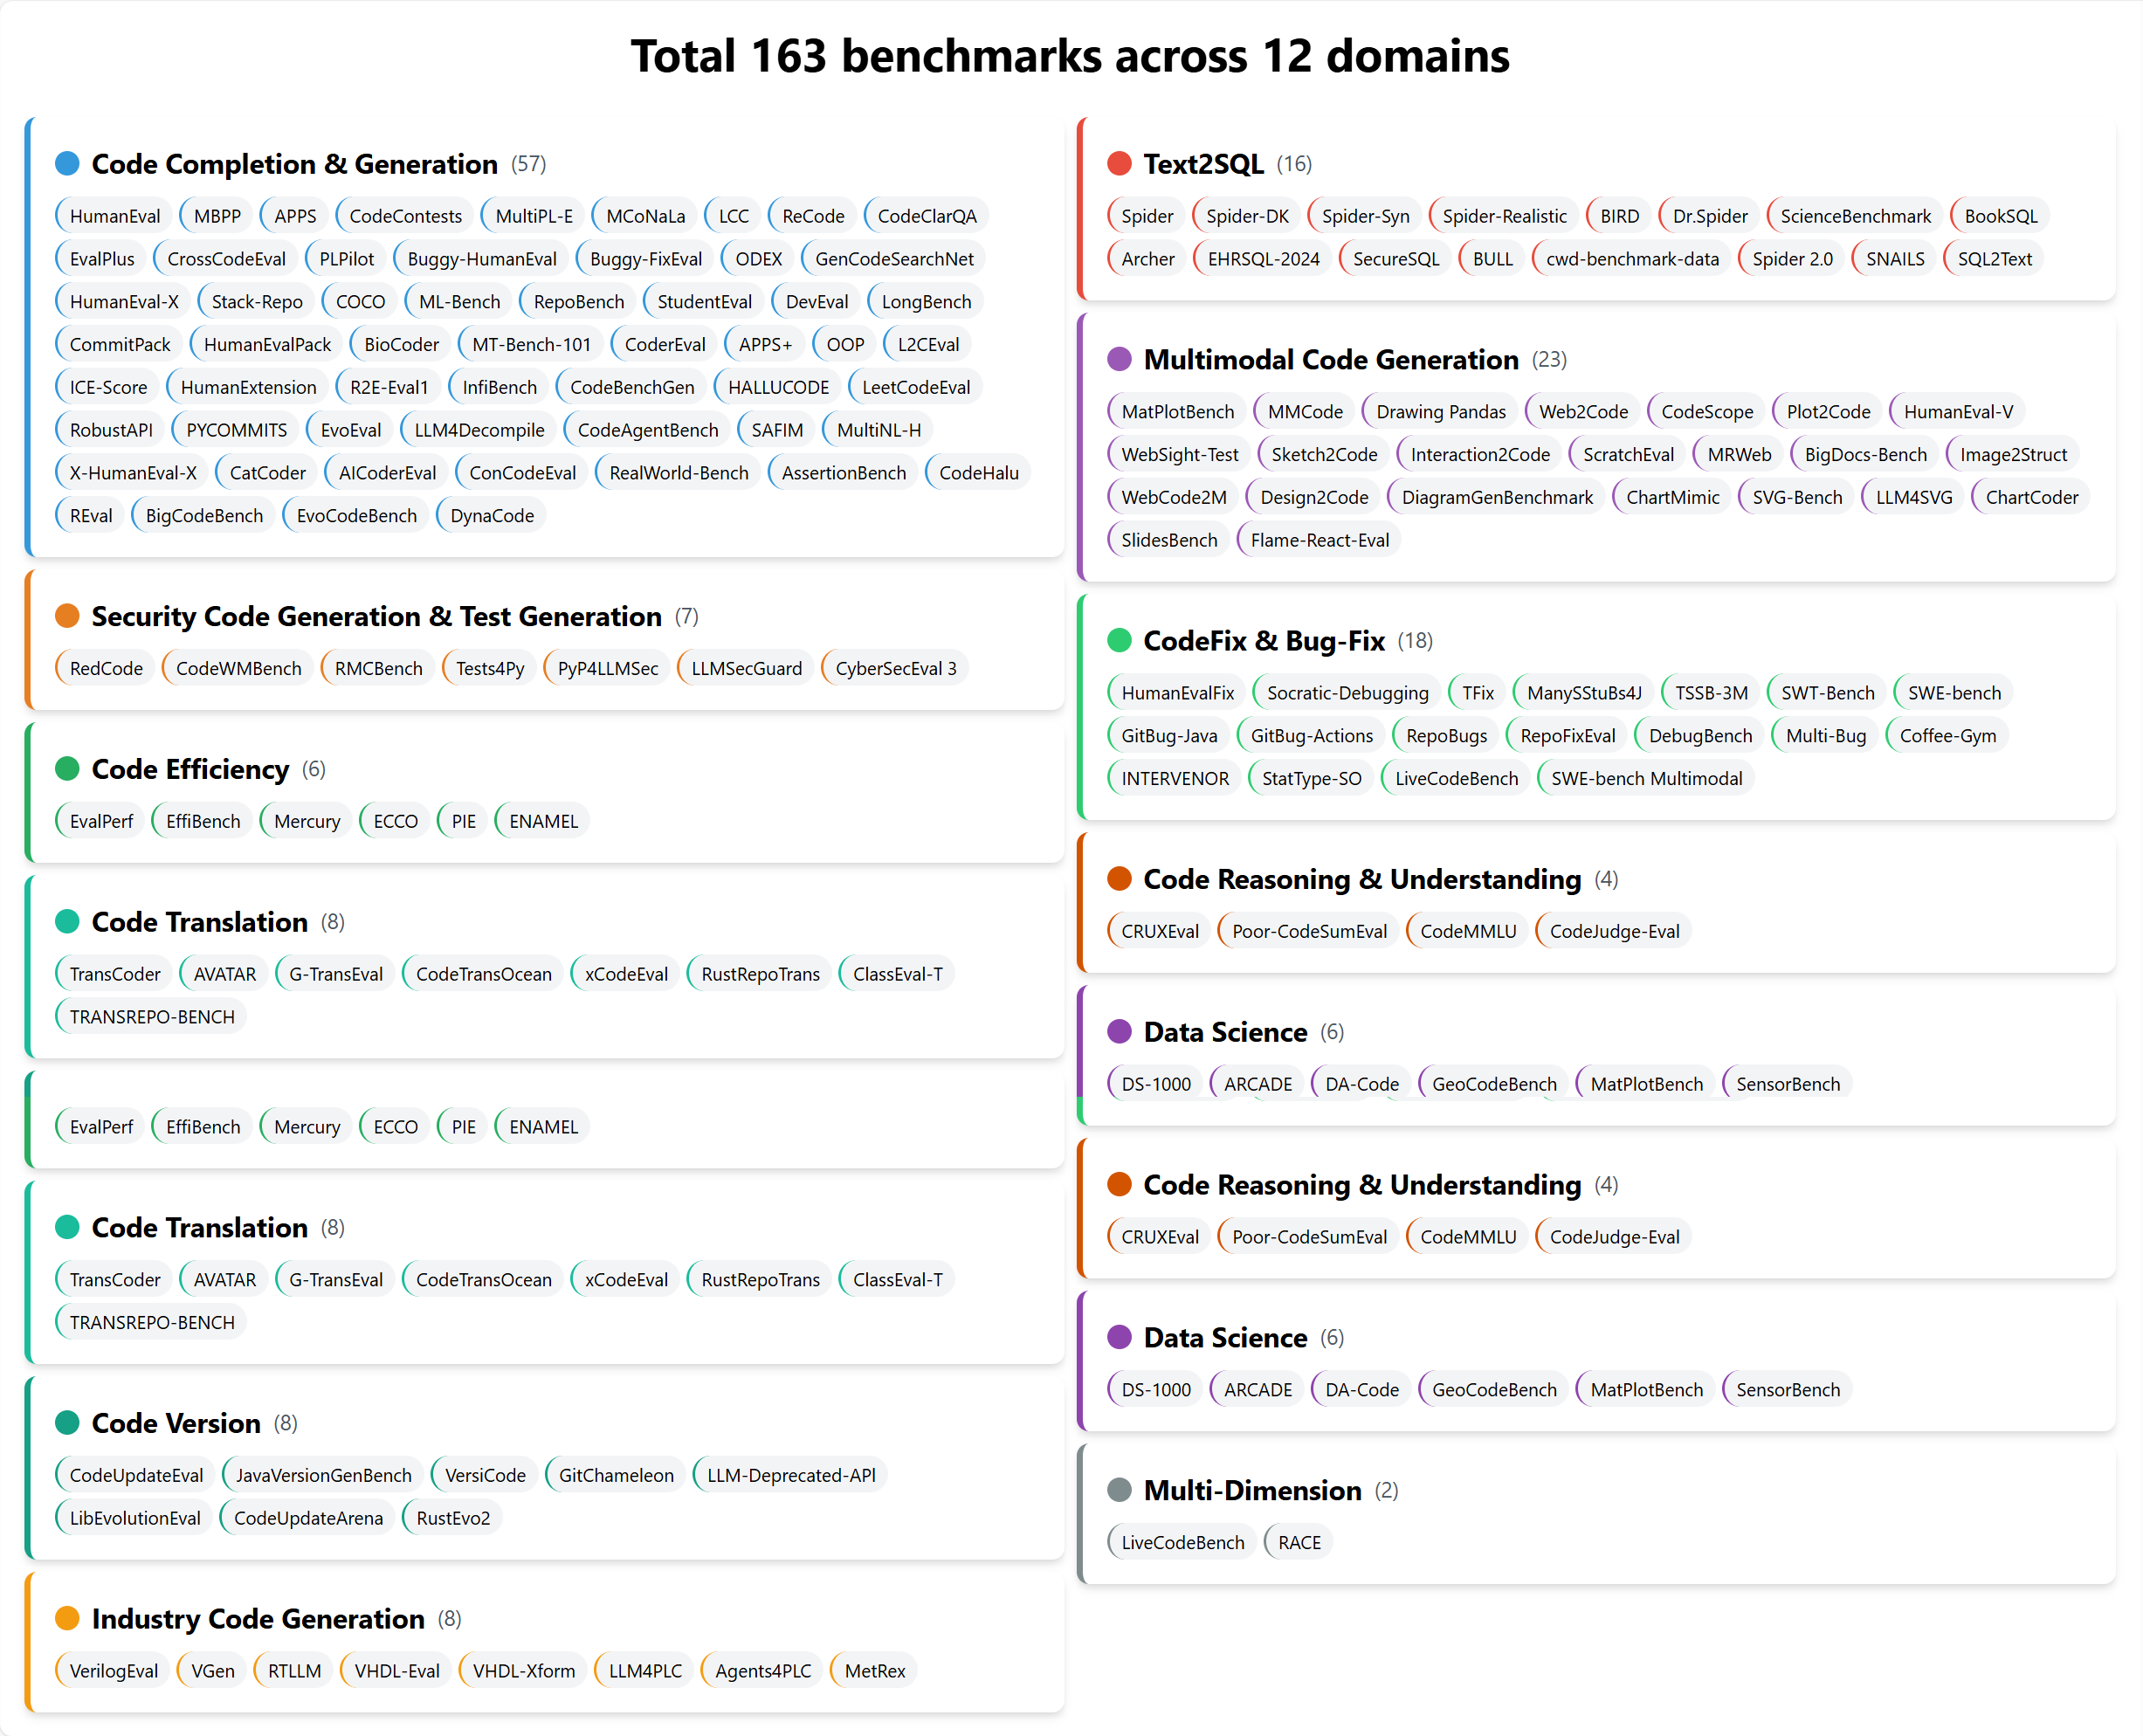 Total 163 benchmarks across 12 domains
Code Completion & Generation (57)
HumanEval MBPP APPS CodeContests MultiPL-E MCoNaLa LCC ReCode CodeClarQA
EvalPlus CrossCodeEval PLPilot Buggy-HumanEval Buggy-FixEval ODEX GenCodeSearchNet
HumanEval-X Stack-Repo COCO ML-Bench RepoBench StudentEval DevEval LongBench
CommitPack HumanEvalPack BioCoder MT-Bench-101 CoderEval APPS+ OOP L2CEval
ICE-Score HumanExtension R2E-Eval1 InfiBench CodeBenchGen HALLUCODE LeetCodeEval
RobustAPI PYCOMMITS EvoEval LLM4Decompile CodeAgentBench SAFIM MultiNL-H
X-HumanEval-X CatCoder AICoderEval ConCodeEval RealWorld-Bench AssertionBench CodeHalu
REval BigCodeBench EvoCodeBench DynaCode
Security Code Generation & Test Generation (7)
RedCode CodeWMBench RMCBench Tests4Py PyP4LLMSec LLMSecGuard CyberSecEval 3
Code Efficiency (6)
EvalPerf EffiBench Mercury ECCO PIE ENAMEL
Code Translation (8)
TransCoder AVATAR G-TransEval CodeTransOcean xCodeEval RustRepoTrans ClassEval-T
TRANSREPO-BENCH
EvalPerf EffiBench Mercury ECCO PIE ENAMEL
Code Translation (8)
TransCoder AVATAR G-TransEval CodeTransOcean xCodeEval RustRepoTrans ClassEval-T
TRANSREPO-BENCH
Code Version (8)
CodeUpdateEval JavaVersionGenBench VersiCode GitChameleon LLM-Deprecated-APl
LibEvolutionEval CodeUpdateArena RustEvo2
Industry Code Generation (8)
VerilogEval VGen RTLLM VHDL-Eval VHDL-Xform LLM4PLC Agents4PLC MetRex
Text2SQL (16)
Spider Spider-DK Spider-Syn Spider-Realistic BIRD Dr.Spider ScienceBenchmark BookSQL
Archer EHRSQL-2024 SecureSQL BULL cwd-benchmark-data Spider 2.0 SNAILS SQL2Text
Multimodal Code Generation (23)
MatPlotBench MMCode Drawing Pandas Web2Code CodeScope Plot2Code HumanEval-V
WebSight-Test Sketch2Code Interaction2Code ScratchEval MRWeb BigDocs-Bench Image2Struct
WebCode2M Design2Code DiagramGenBenchmark ChartMimic SVG-Bench LLM4SVG ChartCoder
SlidesBench Flame-React-Eval
CodeFix & Bug-Fix (18)
HumanEvalFix Socratic-Debugging TFix ManySStuBs4J TSSB-3M SWT-Bench SWE-bench
GitBug-Java GitBug-Actions RepoBugs RepoFixEval DebugBench Multi-Bug Coffee-Gym
INTERVENOR StatType-SO LiveCodeBench SWE-bench Multimodal
Code Reasoning & Understanding (4)
CRUXEval Poor-CodeSumEval CodeMMLU CodeJudge-Eval
Data Science (6)
DS-1000 ARCADE DA-Code GeoCodeBench MatPlotBench SensorBench
Code Reasoning & Understanding (4)
CRUXEval Poor-CodeSumEval CodeMMLU CodeJudge-Eval
Data Science (6)
DS-1000 ARCADE DA-Code GeoCodeBench MatPlotBench SensorBench
Multi-Dimension (2)
LiveCodeBench RACE